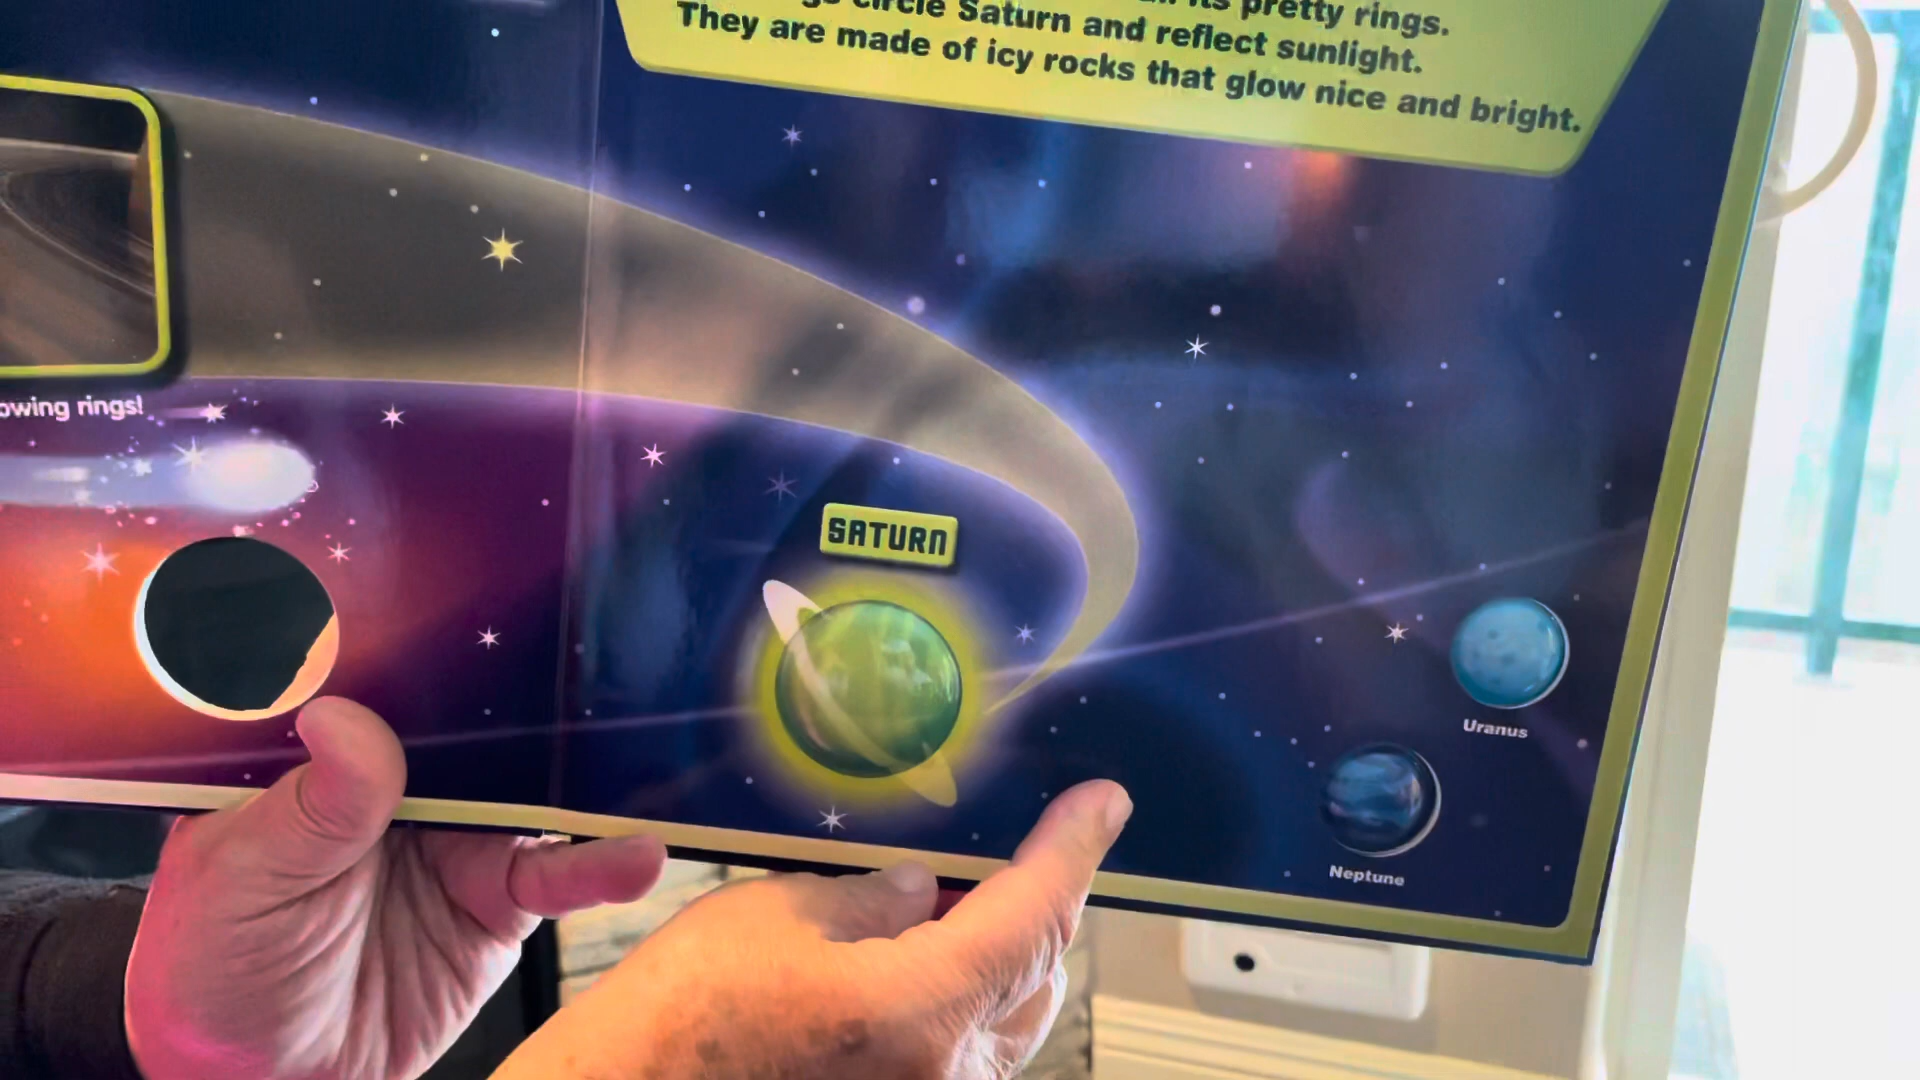 its pretty rings.
circle Saturn and reflect sunlight.
They are made of icy rocks that glow nice and bright.
rings!
SATURN
Uranus
Neptune